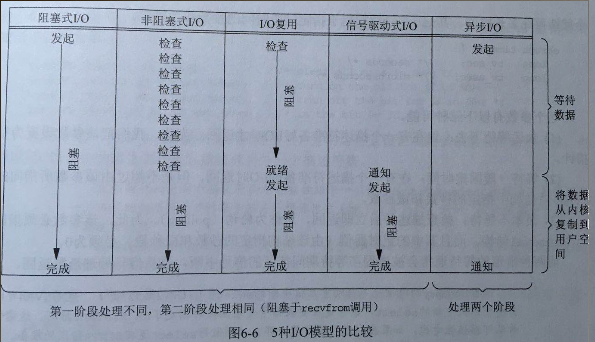 阻塞式I/O 非阻塞式I/O I/O复用 信号驱动式I/O 异步I/O
发起 检查 检查 发起
检查
检查
检查
检查
检查
检查
检查
检查
阻塞
阻塞
就绪 通知
发起 发起
阻塞
阻塞
阻塞
完成 完成 完成 完成 通知
等待
数据
将数据
从内核
复制到
用户空
间
第一阶段处理不同，第二阶段处理相同（阻塞于recvfrom调用） 处理两个阶段
图6-6 5种I/O模型的比较